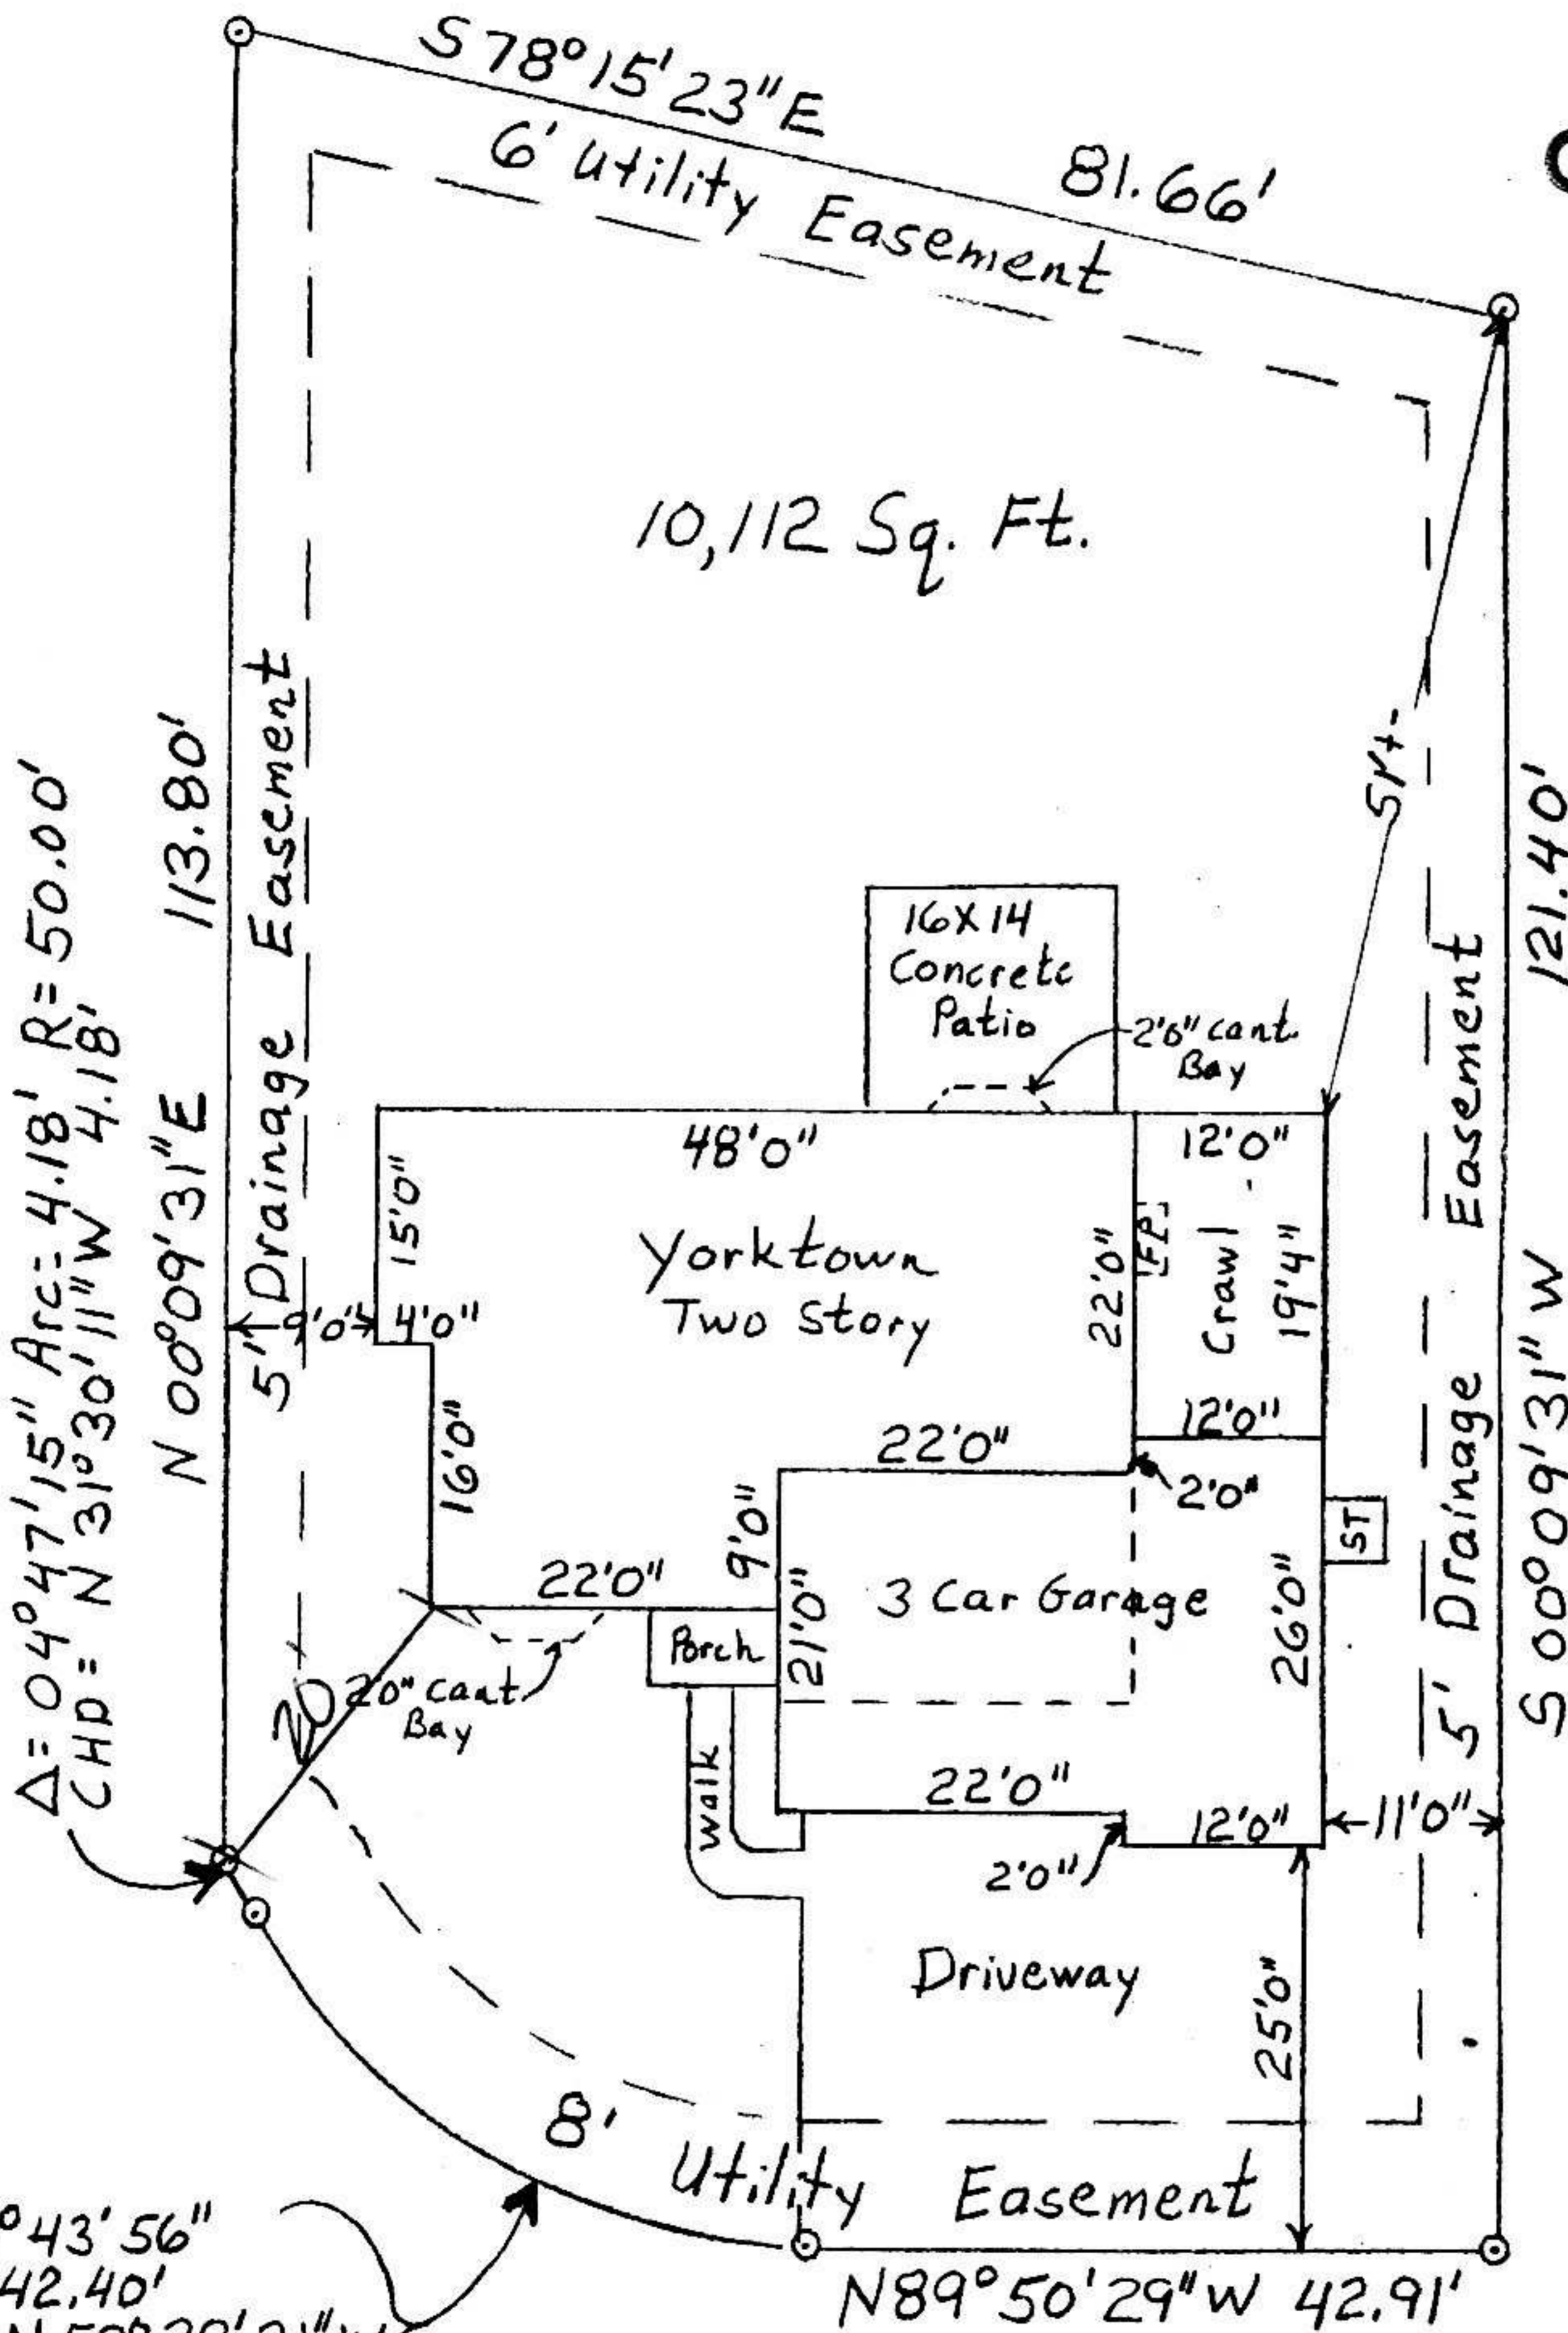 S 78° 15' 23" E
81.66'
6' Utility Easement
10,112 Sq. Ft.
N 00° 09' 31" E 113.80'
5' Drainage Easement
Δ= 04° 47' 15" Arc= 4.18' R= 50.00'
CHD= N 31° 30' 11" W 4.18'
51'+-
121.40'
S 00° 09' 31" W
5' Drainage Easement
16X14
Concrete
Patio
2'0" cant.
Bay
48'0"
12'0"
15'0"
Yorktown
Two Story
22'0"
FP
Crawl
19'4"
9'0"
4'0"
16'0"
22'0"
12'0"
2'0"
ST
22'0"
9'0"
21'0"
3 Car Garage
26'0"
20
2'0" Cant.
Bay
Porch
walk
22'0"
12'0"
11'0"
2'0"
Driveway
25'0"
8' Utility Easement
°43'56"
42.40'
N89°50'29"W 42.91'